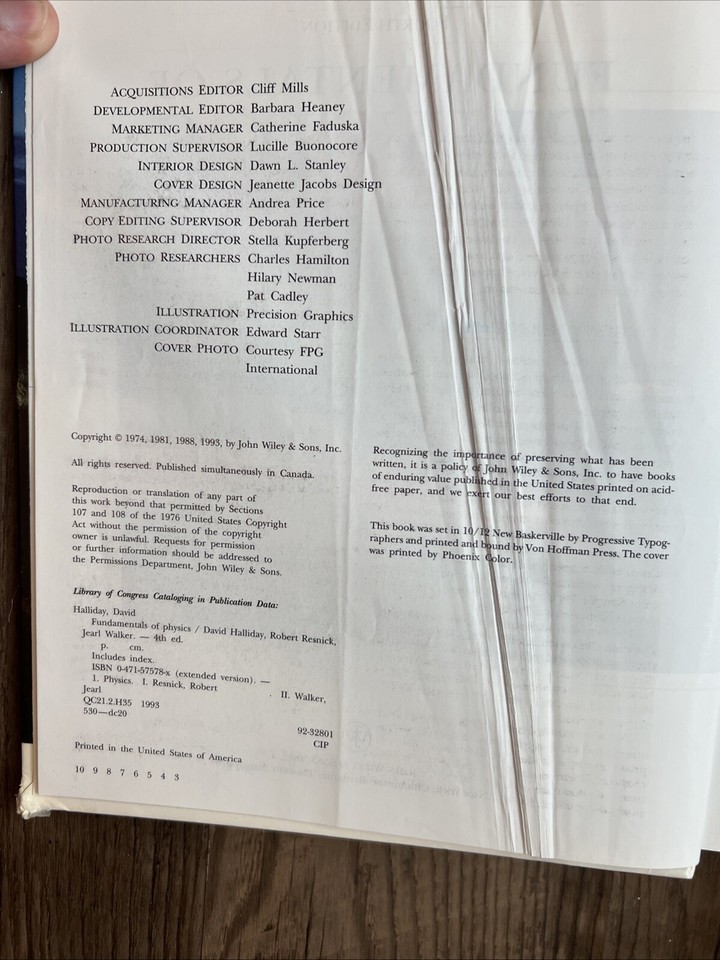 ACQUISITIONS EDITOR Cliff Mills
DEVELOPMENTAL EDITOR Barbara Heaney
MARKETING MANAGER Catherine Faduska
PRODUCTION SUPERVISOR Lucille Buonocore
INTERIOR DESIGN Dawn L. Stanley
COVER DESIGN Jeanette Jacobs Design
MANUFACTURING MANAGER Andrea Price
COPY EDITING SUPERVISOR Deborah Herbert
PHOTO RESEARCH DIRECTOR Stella Kupferberg
PHOTO RESEARCHERS Charles Hamilton
Hilary Newman
Pat Cadley
ILLUSTRATION Precision Graphics
ILLUSTRATION COORDINATOR Edward Starr
COVER PHOTO Courtesy FPG
International
Copyright © 1974, 1981, 1988, 1993, by John Wiley & Sons, Inc.
All rights reserved. Published simultaneously in Canada.
Reproduction or translation of any part of
this work beyond that permitted by Sections
107 and 108 of the 1976 United States Copyright
Act without the permission of the copyright
owner is unlawful. Requests for permission
or further information should be addressed to
the Permissions Department, John Wiley & Sons.
Library of Congress Cataloging in Publication Data:
Halliday, David
Fundamentals of physics / David Halliday, Robert Resnick,
Jearl Walker. — 4th ed.
p. cm.
Includes index.
ISBN 0-471-57578-x (extended version). —
1. Physics. I. Resnick, Robert . II. Walker,
Jearl
QC21.2.H35 1993
530—dc20
92-32801
CIP
Printed in the United States of America
10 9 8 7 6 5 4 3
Recognizing the importance of preserving what has been
written, it is a policy of John Wiley & Sons, Inc. to have books
of enduring value published in the United States printed on acid-
free paper, and we exert our best efforts to that end.
This book was set in 10/12 New Baskerville by Progressive Typog-
raphers and printed and bound by Von Hoffman Press. The cover
was printed by Phoenix Color.